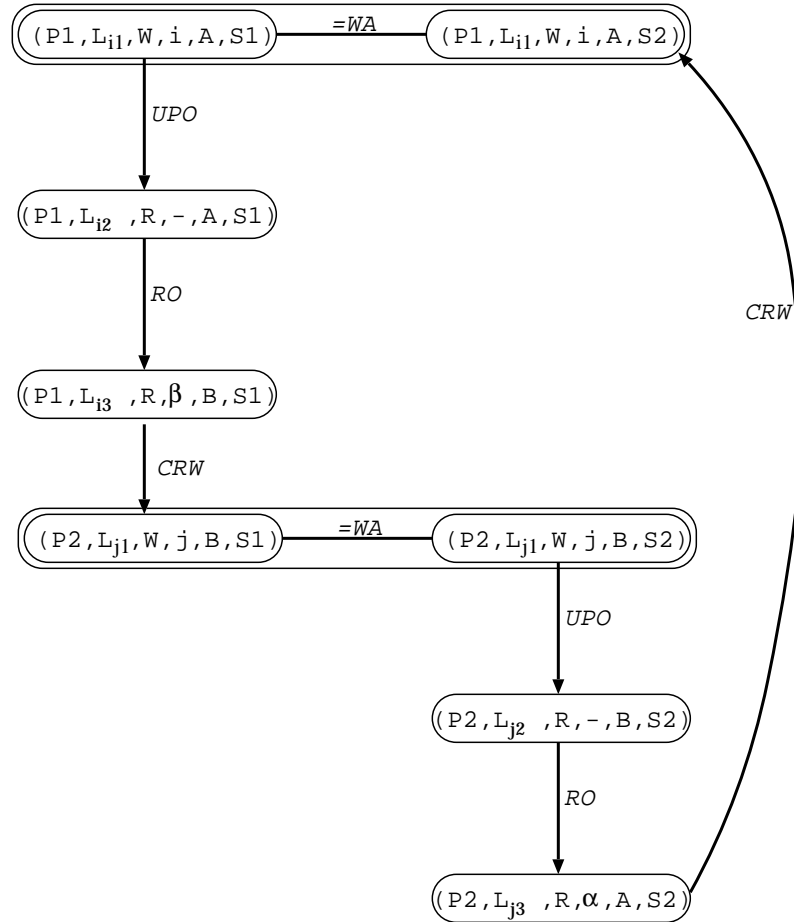 (P1,Li1,W,i,A,S1) =WA (P1,Li1,W,i,A,S2)
UPO
(P1,Li2 ,R,-,A,S1)
RO
CRW
(P1,Li3 ,R,β,B,S1)
CRW
(P2,Lj1,W,j,B,S1) =WA (P2,Lj1,W,j,B,S2)
UPO
(P2,Lj2 ,R,-,B,S2)
RO
(P2,Lj3 ,R,α,A,S2)